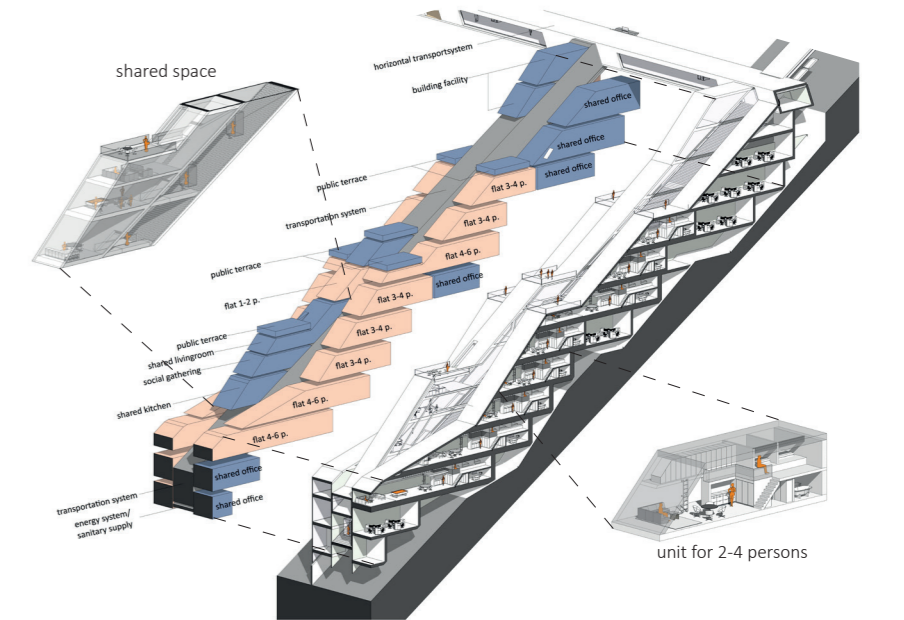 shared space
horizontal transportsystem
building facility
shared office
shared office
shared office
public terrace
flat 3-4 p.
transportation system
flat 3-4 p.
public terrace
flat 4-6 p.
shared office
flat 1-2 p.
flat 3-4 p.
public terrace
flat 3-4 p.
shared livingroom
social gathering
flat 3-4 p.
shared kitchen
flat 4-6 p.
flat 4-6 p.
shared office
transportation system
shared office
energy system/
sanitary supply
unit for 2-4 persons